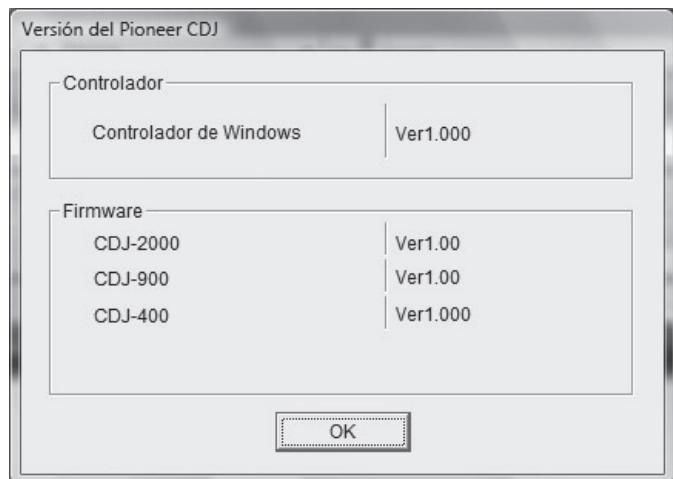 Versión del Pioneer CDJ
Controlador
Controlador de Windows Ver1.000
Firmware
CDJ-2000 Ver1.00
CDJ-900 Ver1.00
CDJ-400 Ver1.000
OK